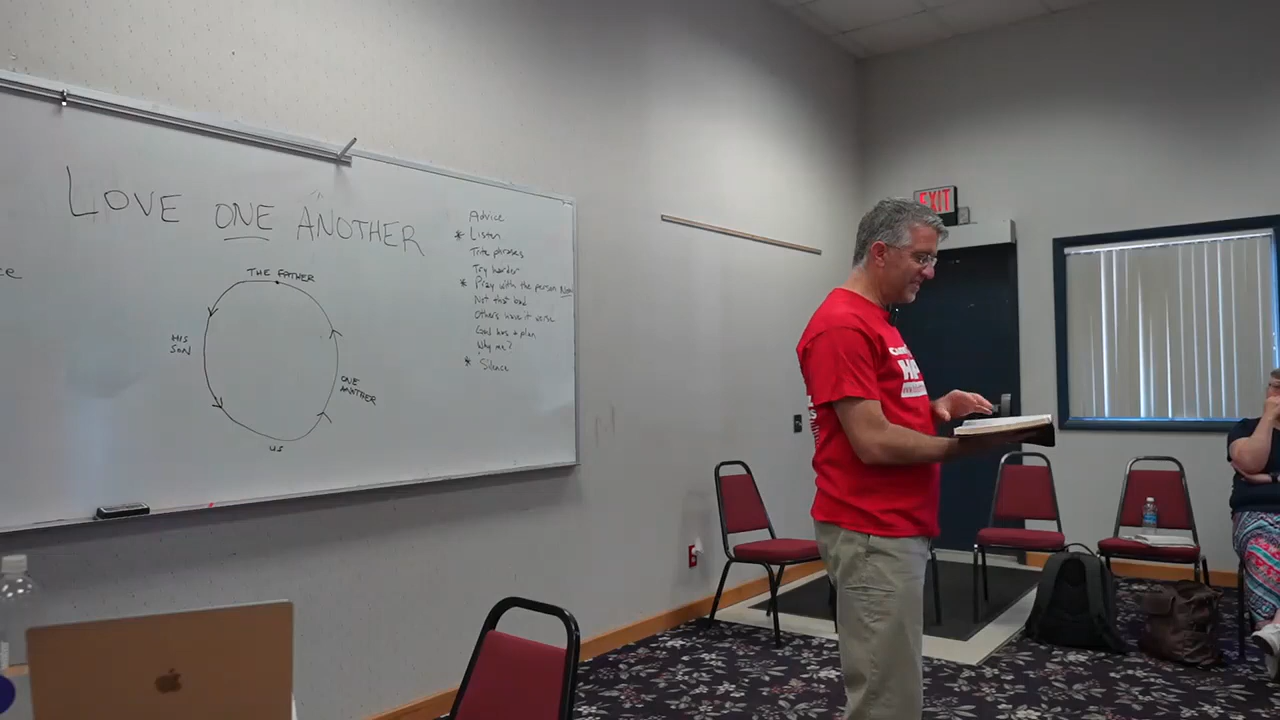 LOVE ONE ANOTHER
THE FATHER
HIS
SON
ONE
ANOTHER
US
Advice
* Listen
Trite phrases
Try harder
* Pray with the person Now
Not that bad
Others have it worse
God has a plan
Why me?
* Silence
EXIT